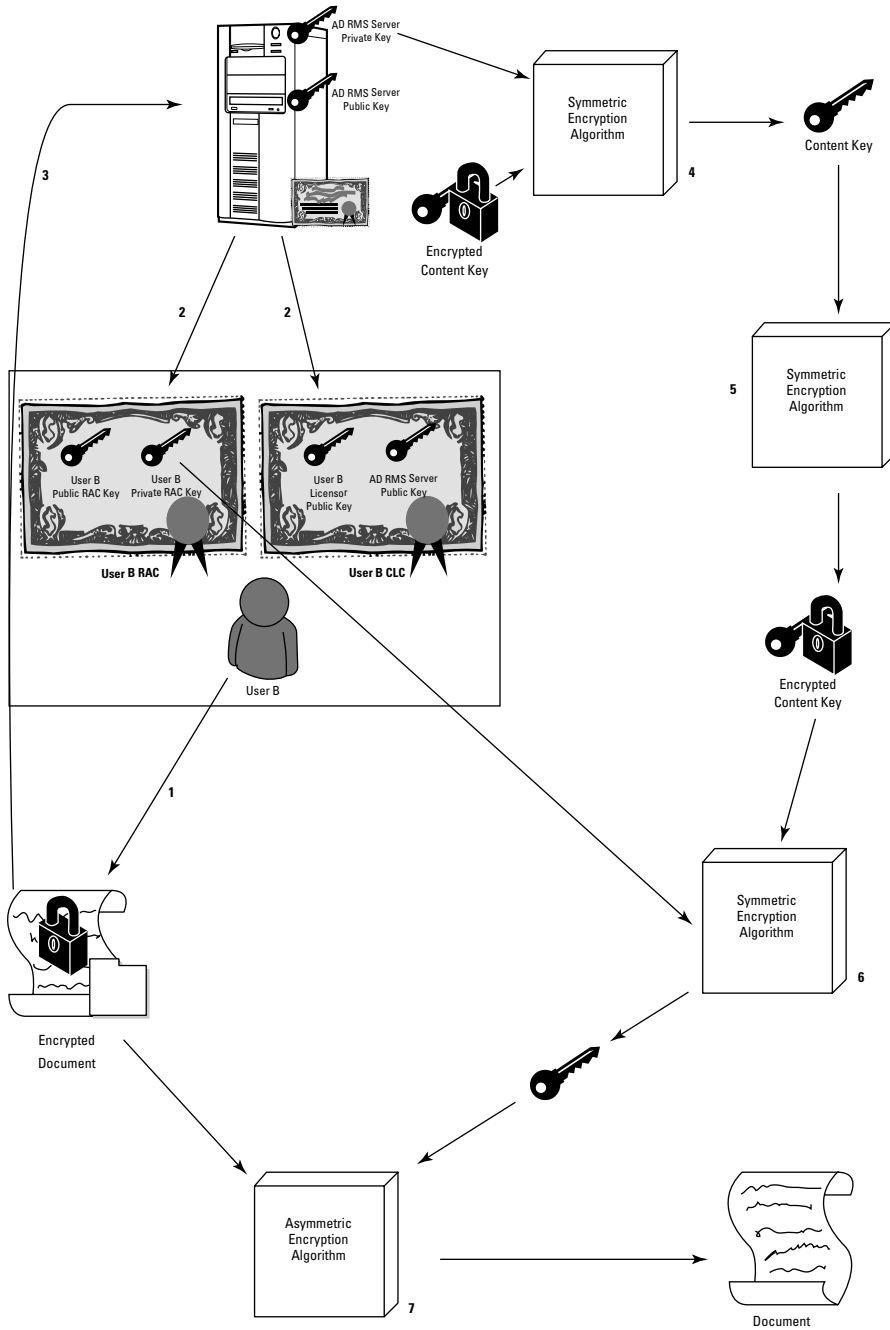 AD RMS Server
Private Key
AD RMS Server
Public Key
Symmetric
Encryption
Algorithm
4
Content Key
3
Encrypted
Content Key
2
2
5
Symmetric
Encryption
Algorithm
User B
Public RAC Key
User B
Private RAC Key
User B RAC
User B
Licensor
Public Key
AD RMS Server
Public Key
User B CLC
User B
Encrypted
Content Key
1
Symmetric
Encryption
Algorithm
6
Encrypted
Document
Asymmetric
Encryption
Algorithm
7
Document